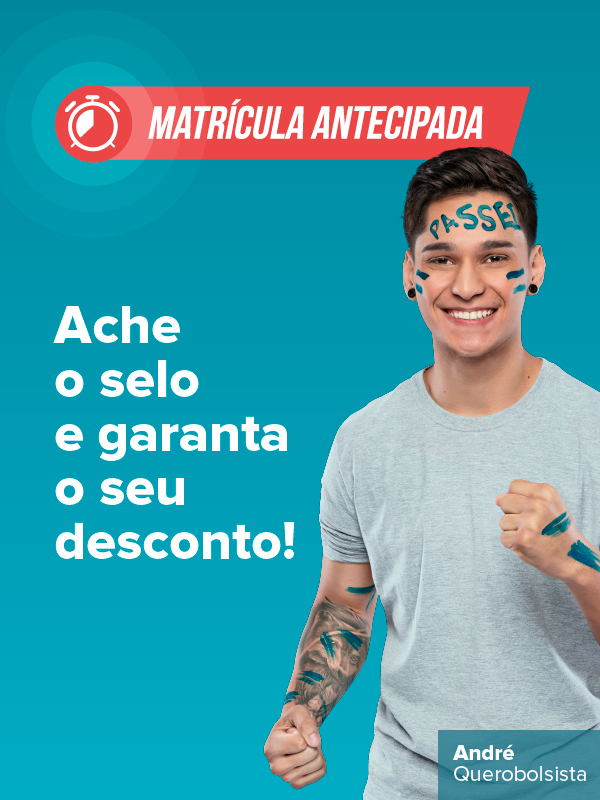 MATRÍCULA ANTECIPADA
PASSEI
Ache
o selo
e garanta
o seu
desconto!
André
Querobolsista